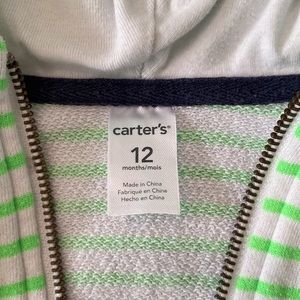 carter's®
12
months/mois
Made in China
Fabriqué en Chine
Hecho en China